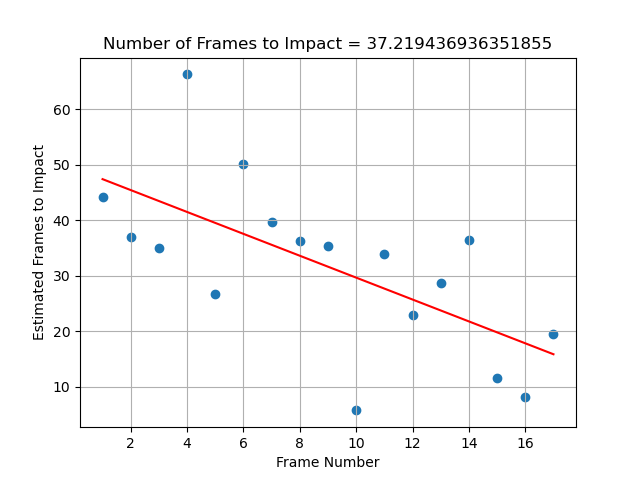 Number of Frames to Impact = 37.219436936351855
Estimated Frames to Impact
60
50
40
30
20
10
2 4 6 8 10 12 14 16
Frame Number